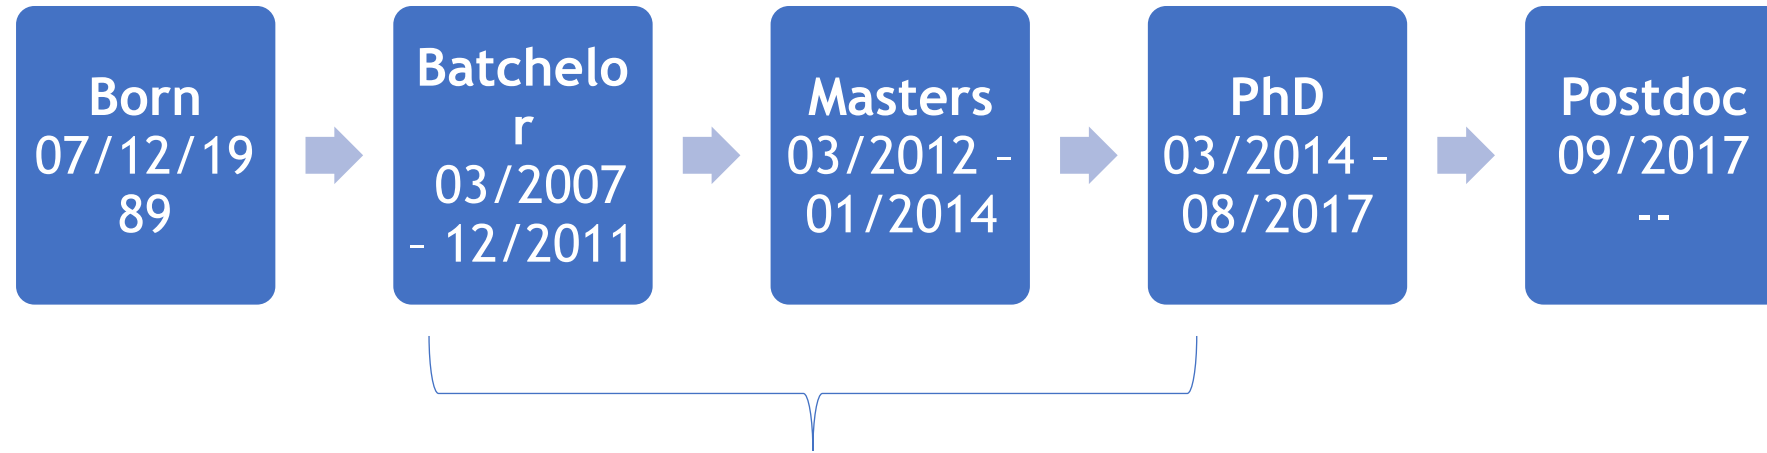 Born
07/12/19
89
Batchelo
r
03/2007
– 12/2011
Masters
03/2012 –
01/2014
PhD
03/2014 –
08/2017
Postdoc
09/2017
--